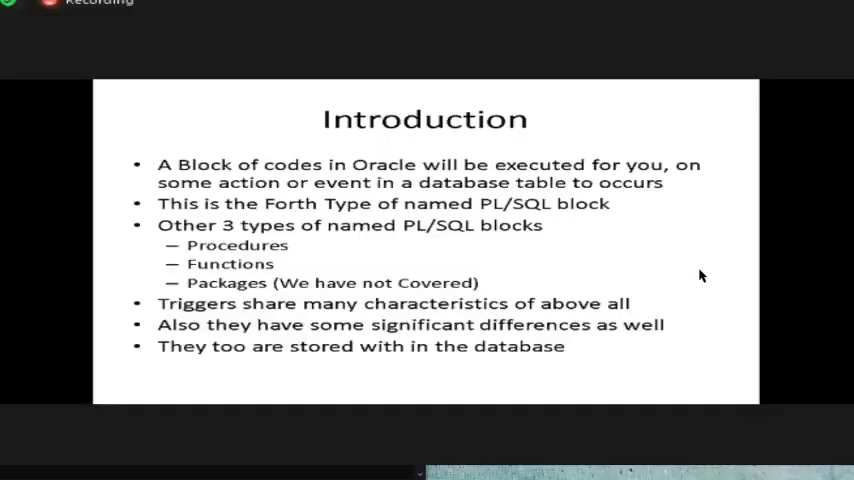 Recording
Introduction
• A Block of codes in Oracle will be executed for you, on
some action or event in a database table to occurs
• This is the Forth Type of named PL/SQL block
• Other 3 types of named PL/SQL blocks
– Procedures
– Functions
– Packages (We have not Covered)
• Triggers share many characteristics of above all
• Also they have some significant differences as well
• They too are stored with in the database